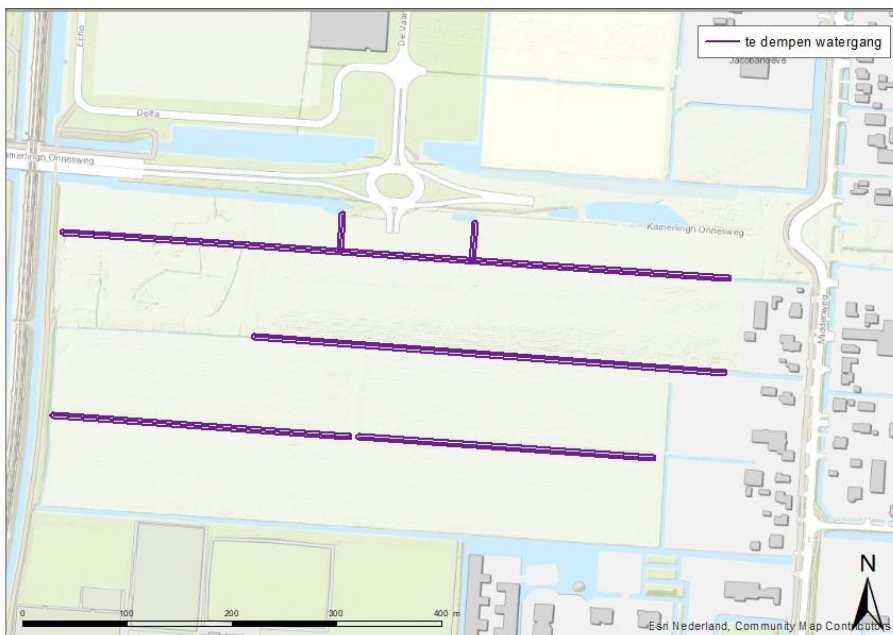 te dempen watergang
Echo
De Vaart
Jacobahoeve
Delta
Kamerlingh Onnesweg
Kamerlingh Onnesweg
Middenweg
N
0 100 200 300 400 m
Esri Nederland, Community Map Contributors